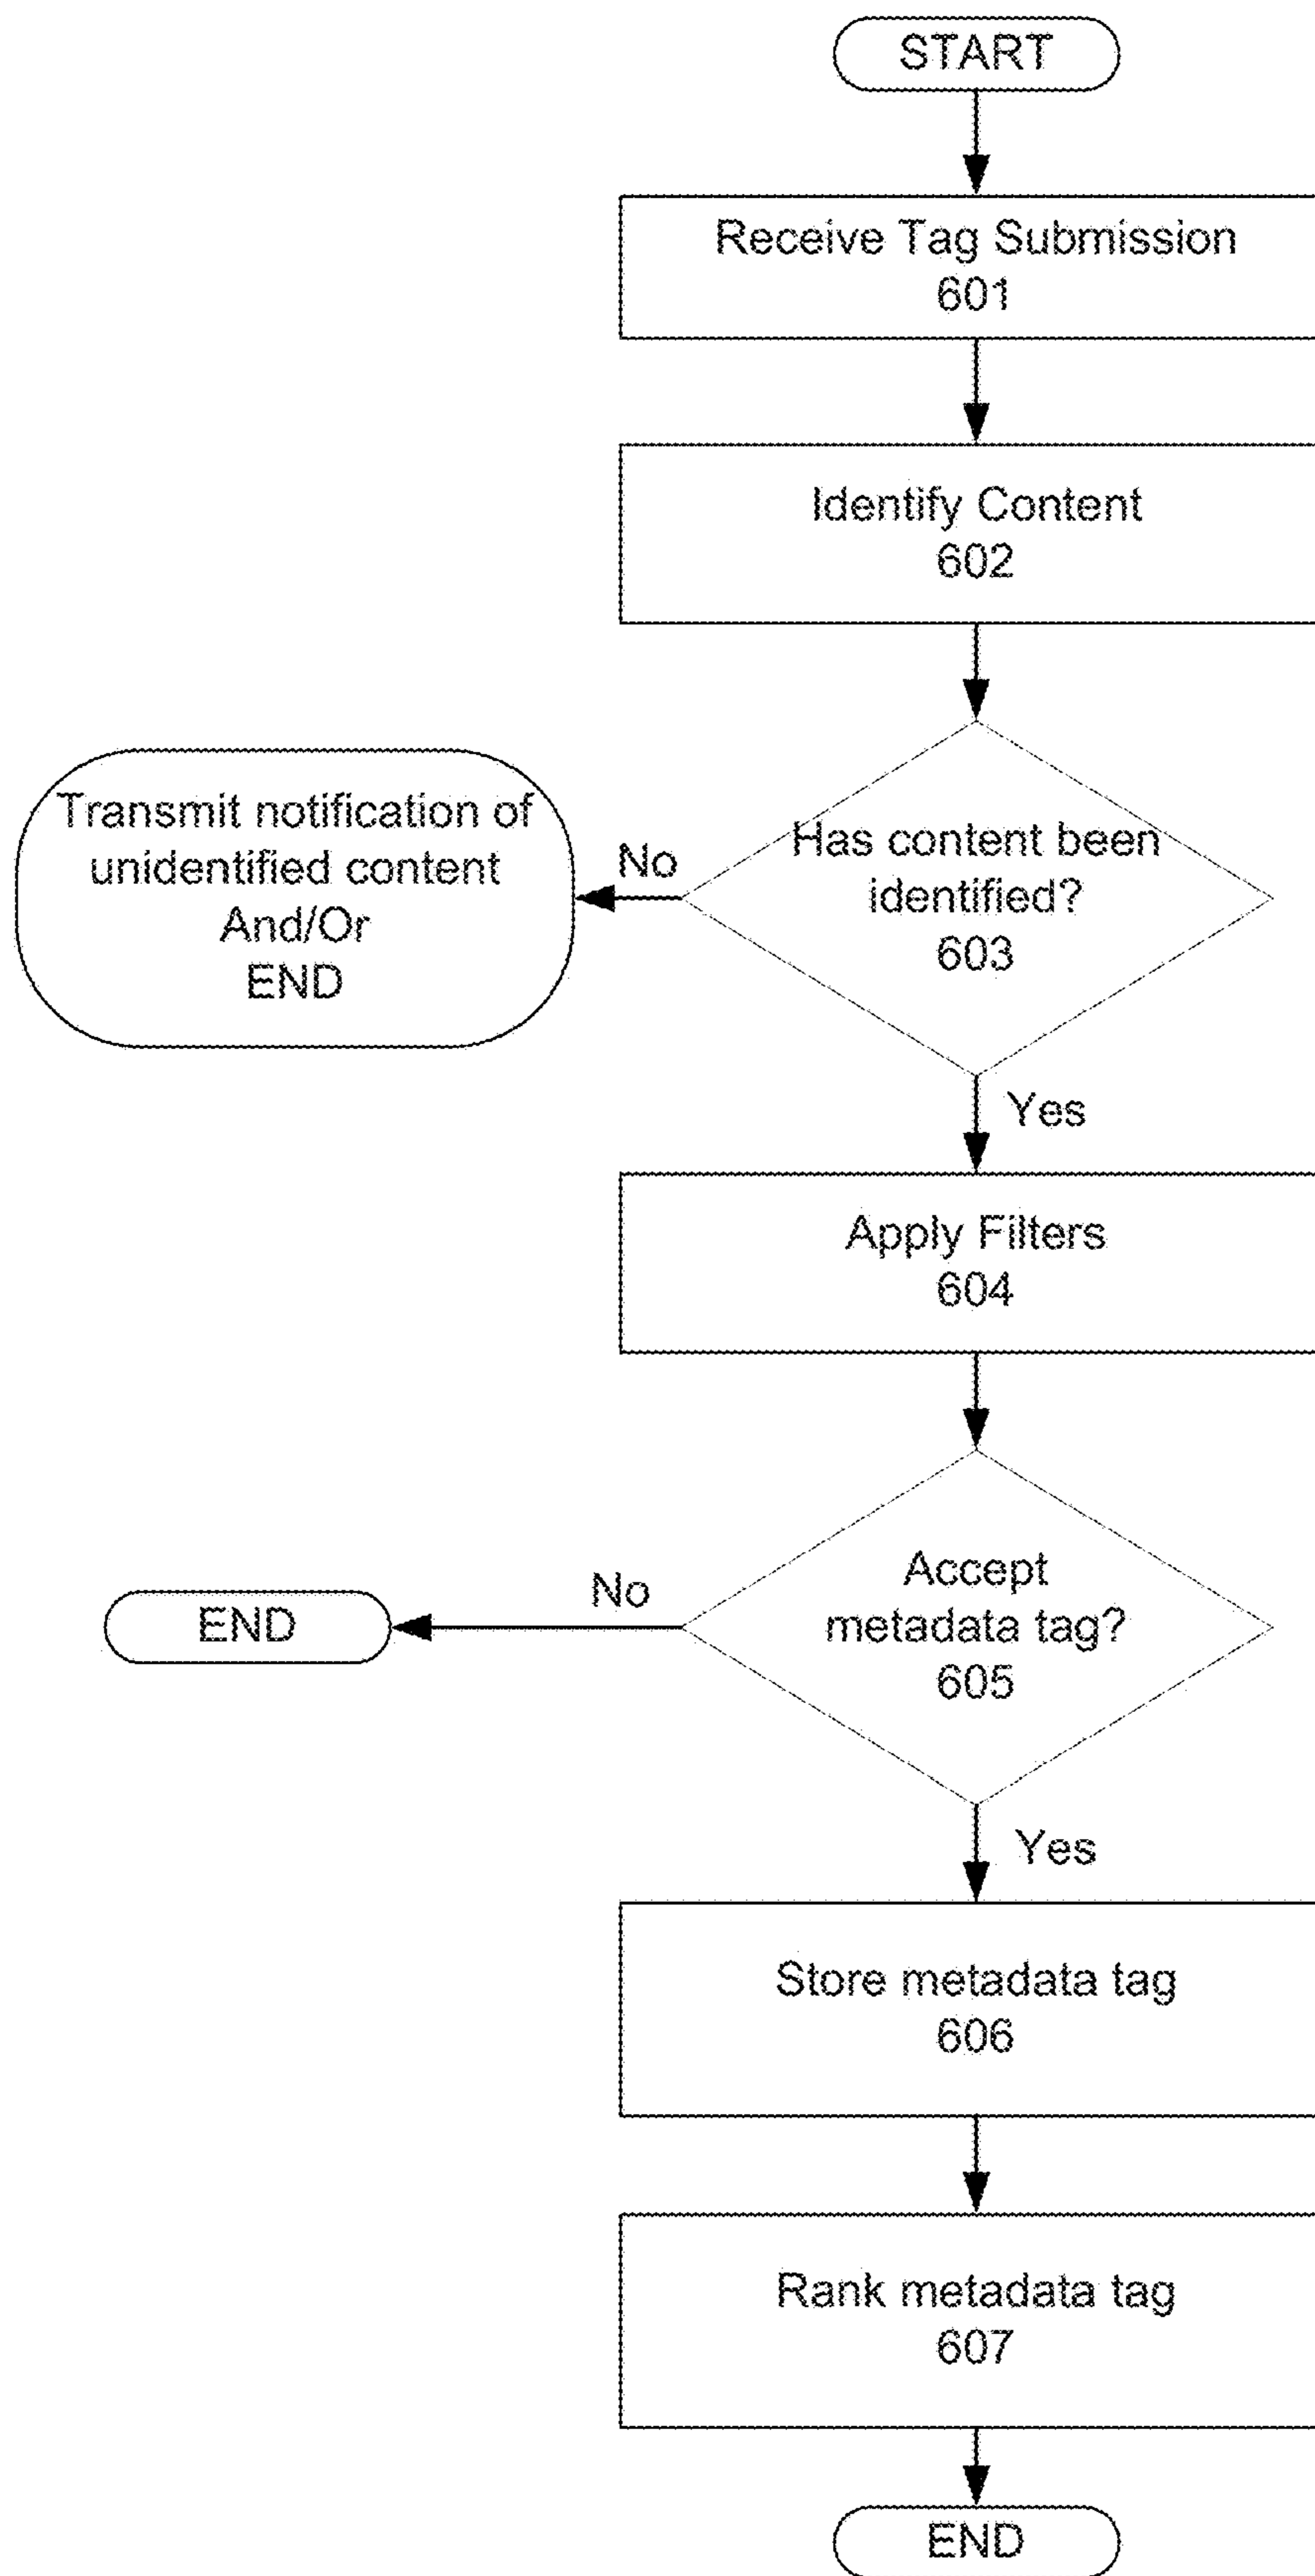 START
Receive Tag Submission
601
Identify Content
602
Has content been
identified?
603
No
Transmit notification of
unidentified content
And/Or
END
Yes
Apply Filters
604
Accept
metadata tag?
605
No
END
Yes
Store metadata tag
606
Rank metadata tag
607
END